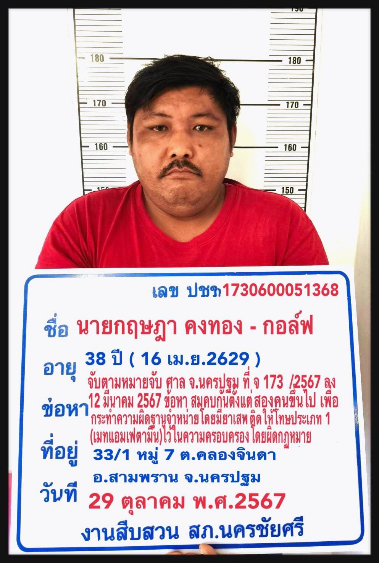 180
170
160
150
180
170
160
150
เลข ปชช 1730600051368
ชื่อ นายกฤษฎา คงทอง - กอล์ฟ
อายุ 38 ปี ( 16 เม.ย.2629 )
ข้อหา จับตามหมายจับ ศาล จ.นครปฐม ที่ จ 173 /2567 ลง
12 มีนาคม 2567 ข้อหา สมคบกันตั้งแต่ สองคนขึ้นไป เพื่อ
กระทำความผิดฐานจำหน่าย โดยมียาเสพติดให้โทษประเภท 1
(เมทแอมเฟตามีน)ไว้ในความครอบครอง โดยผิดกฎหมาย
ที่อยู่ 33/1 หมู่ 7 ต.คลองจินดา
อ.สามพราน จ.นครปฐม
วันที่ 29 ตุลาคม พ.ศ.2567
งานสืบสวน สภ.นครชัยศรี